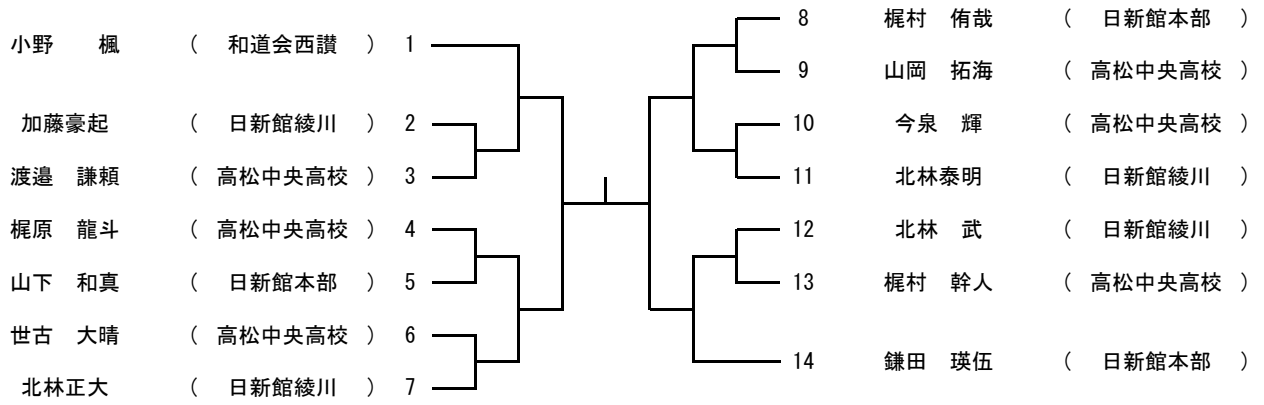 小野　　楓　（　和道会西讃　）　1
加藤豪起　（　日新館綾川　）　2
渡邉　謙頼　（　高松中央高校　）　3
梶原　龍斗　（　高松中央高校　）　4
山下　和真　（　日新館本部　）　5
世古　大晴　（　高松中央高校　）　6
北林正大　（　日新館綾川　）　7
8　梶村　侑哉　（　日新館本部　）
9　山岡　拓海　（　高松中央高校　）
10　今泉　輝　（　高松中央高校　）
11　北林泰明　（　日新館綾川　）
12　北林　武　（　日新館綾川　）
13　梶村　幹人　（　高松中央高校　）
14　鎌田　瑛伍　（　日新館本部　）